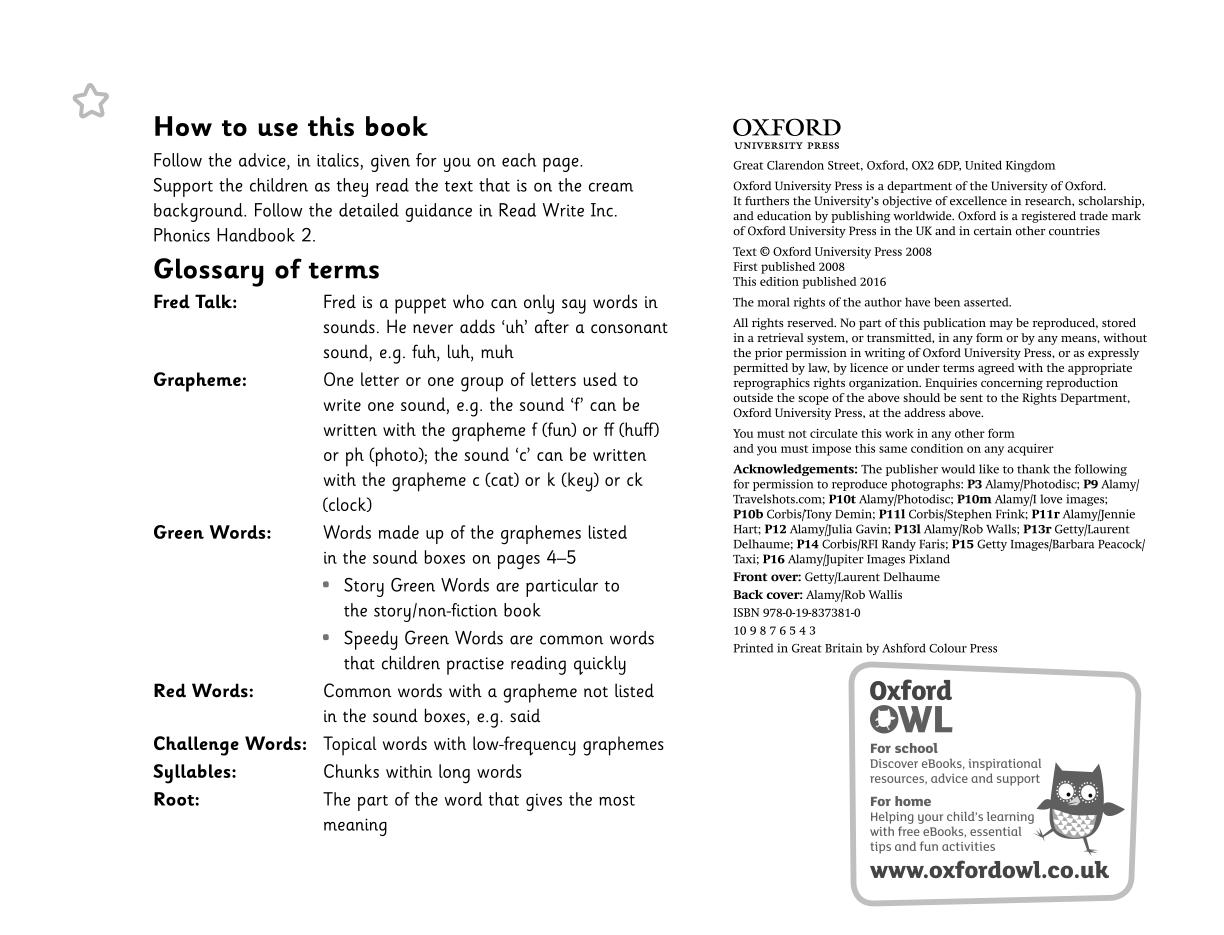 How to use this book
Follow the advice, in italics, given for you on each page.
Support the children as they read the text that is on the cream
background. Follow the detailed guidance in Read Write Inc.
Phonics Handbook 2.
Glossary of terms
Fred Talk: Fred is a puppet who can only say words in
sounds. He never adds ‘uh’ after a consonant
sound, e.g. fuh, luh, muh
Grapheme: One letter or one group of letters used to
write one sound, e.g. the sound ‘f’ can be
written with the grapheme f (fun) or ff (huff)
or ph (photo); the sound ‘c’ can be written
with the grapheme c (cat) or k (key) or ck
(clock)
Green Words: Words made up of the graphemes listed
in the sound boxes on pages 4–5
• Story Green Words are particular to
the story/non-fiction book
• Speedy Green Words are common words
that children practise reading quickly
Red Words: Common words with a grapheme not listed
in the sound boxes, e.g. said
Challenge Words: Topical words with low-frequency graphemes
Syllables: Chunks within long words
Root: The part of the word that gives the most
meaning
OXFORD
UNIVERSITY PRESS
Great Clarendon Street, Oxford, OX2 6DP, United Kingdom
Oxford University Press is a department of the University of Oxford.
It furthers the University’s objective of excellence in research, scholarship,
and education by publishing worldwide. Oxford is a registered trade mark
of Oxford University Press in the UK and in certain other countries
Text © Oxford University Press 2008
First published 2008
This edition published 2016
The moral rights of the author have been asserted.
All rights reserved. No part of this publication may be reproduced, stored
in a retrieval system, or transmitted, in any form or by any means, without
the prior permission in writing of Oxford University Press, or as expressly
permitted by law, by licence or under terms agreed with the appropriate
reprographics rights organization. Enquiries concerning reproduction
outside the scope of the above should be sent to the Rights Department,
Oxford University Press, at the address above.
You must not circulate this work in any other form
and you must impose this same condition on any acquirer
Acknowledgements: The publisher would like to thank the following
for permission to reproduce photographs: P3 Alamy/Photodisc; P9 Alamy/
Travelshots.com; P10t Alamy/Photodisc; P10m Alamy/I love images;
P10b Corbis/Tony Demin; P11l Corbis/Stephen Frink; P11r Alamy/Jennie
Hart; P12 Alamy/Julia Gavin; P13l Alamy/Rob Walls; P13r Getty/Laurent
Delhaume; P14 Corbis/RFI Randy Faris; P15 Getty Images/Barbara Peacock/
Taxi; P16 Alamy/Jupiter Images Pixland
Front over: Getty/Laurent Delhaume
Back cover: Alamy/Rob Wallis
ISBN 978-0-19-837381-0
10 9 8 7 6 5 4 3
Printed in Great Britain by Ashford Colour Press
Oxford
OWL
For school
Discover eBooks, inspirational
resources, advice and support
For home
Helping your child’s learning
with free eBooks, essential
tips and fun activities
www.oxfordowl.co.uk